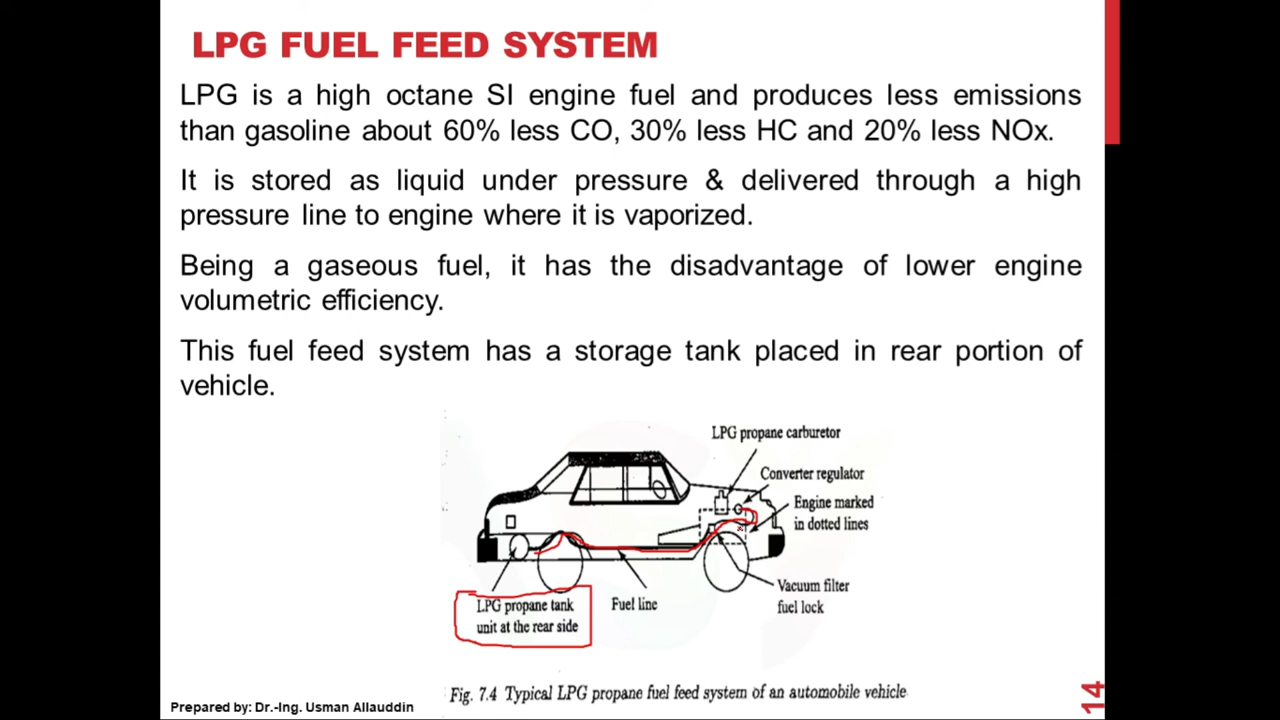 LPG FUEL FEED SYSTEM
LPG is a high octane SI engine fuel and produces less emissions
than gasoline about 60% less CO, 30% less HC and 20% less NOx.
It is stored as liquid under pressure & delivered through a high
pressure line to engine where it is vaporized.
Being a gaseous fuel, it has the disadvantage of lower engine
volumetric efficiency.
This fuel feed system has a storage tank placed in rear portion of
vehicle.
LPG propane carburetor
Converter regulator
Engine marked
in dotted lines
Vacuum filter
fuel lock
Fuel line
LPG propane tank
unit at the rear side
Fig. 7.4 Typical LPG propane fuel feed system of an automobile vehicle
Prepared by: Dr.-Ing. Usman Allauddin
14